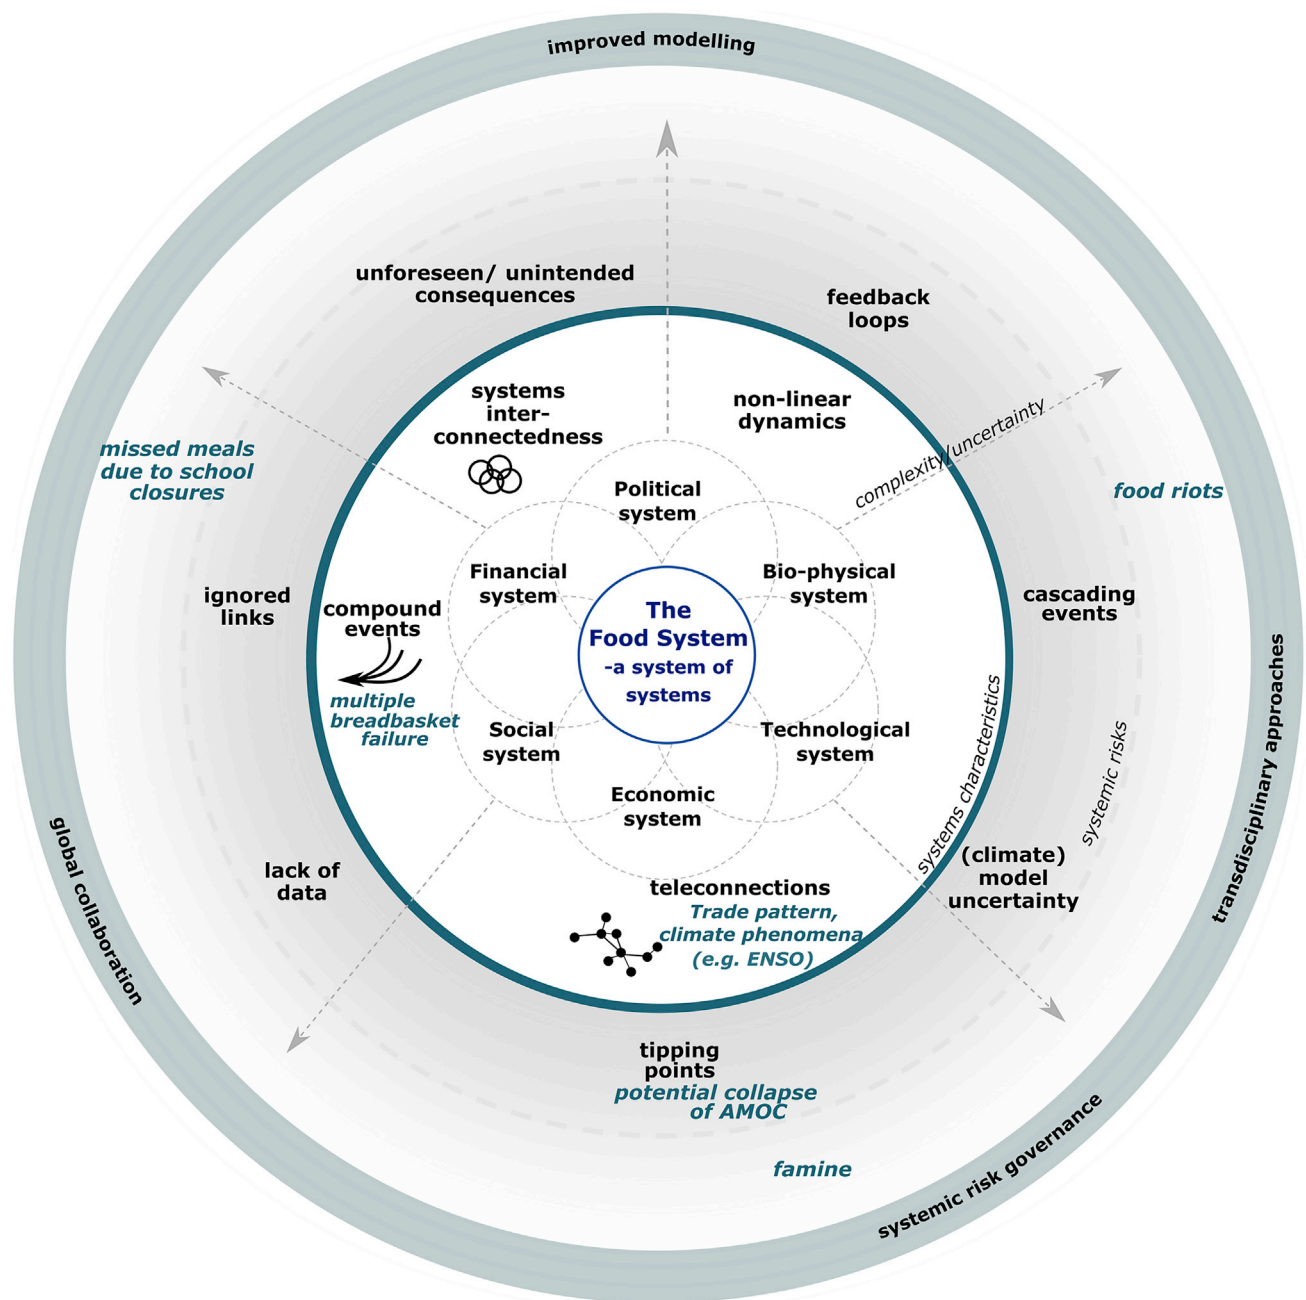 improved modelling
unforeseen/ unintended
consequences
feedback
loops
systems
inter-
connectedness
non-linear
dynamics
complexity/uncertainty
missed meals
due to school
closures
food riots
Political
system
Financial
system
Bio-physical
system
The
Food System
-a system of
systems
ignored
links
compound
events
multiple
breadbasket
failure
cascading
events
Social
system
Technological
system
Economic
system
systems characteristics
systemic risks
transdisciplinary approaches
global collaboration
lack of
data
(climate)
model
uncertainty
teleconnections
Trade pattern,
climate phenomena
(e.g. ENSO)
tipping
points
potential collapse
of AMOC
famine
systemic risk governance